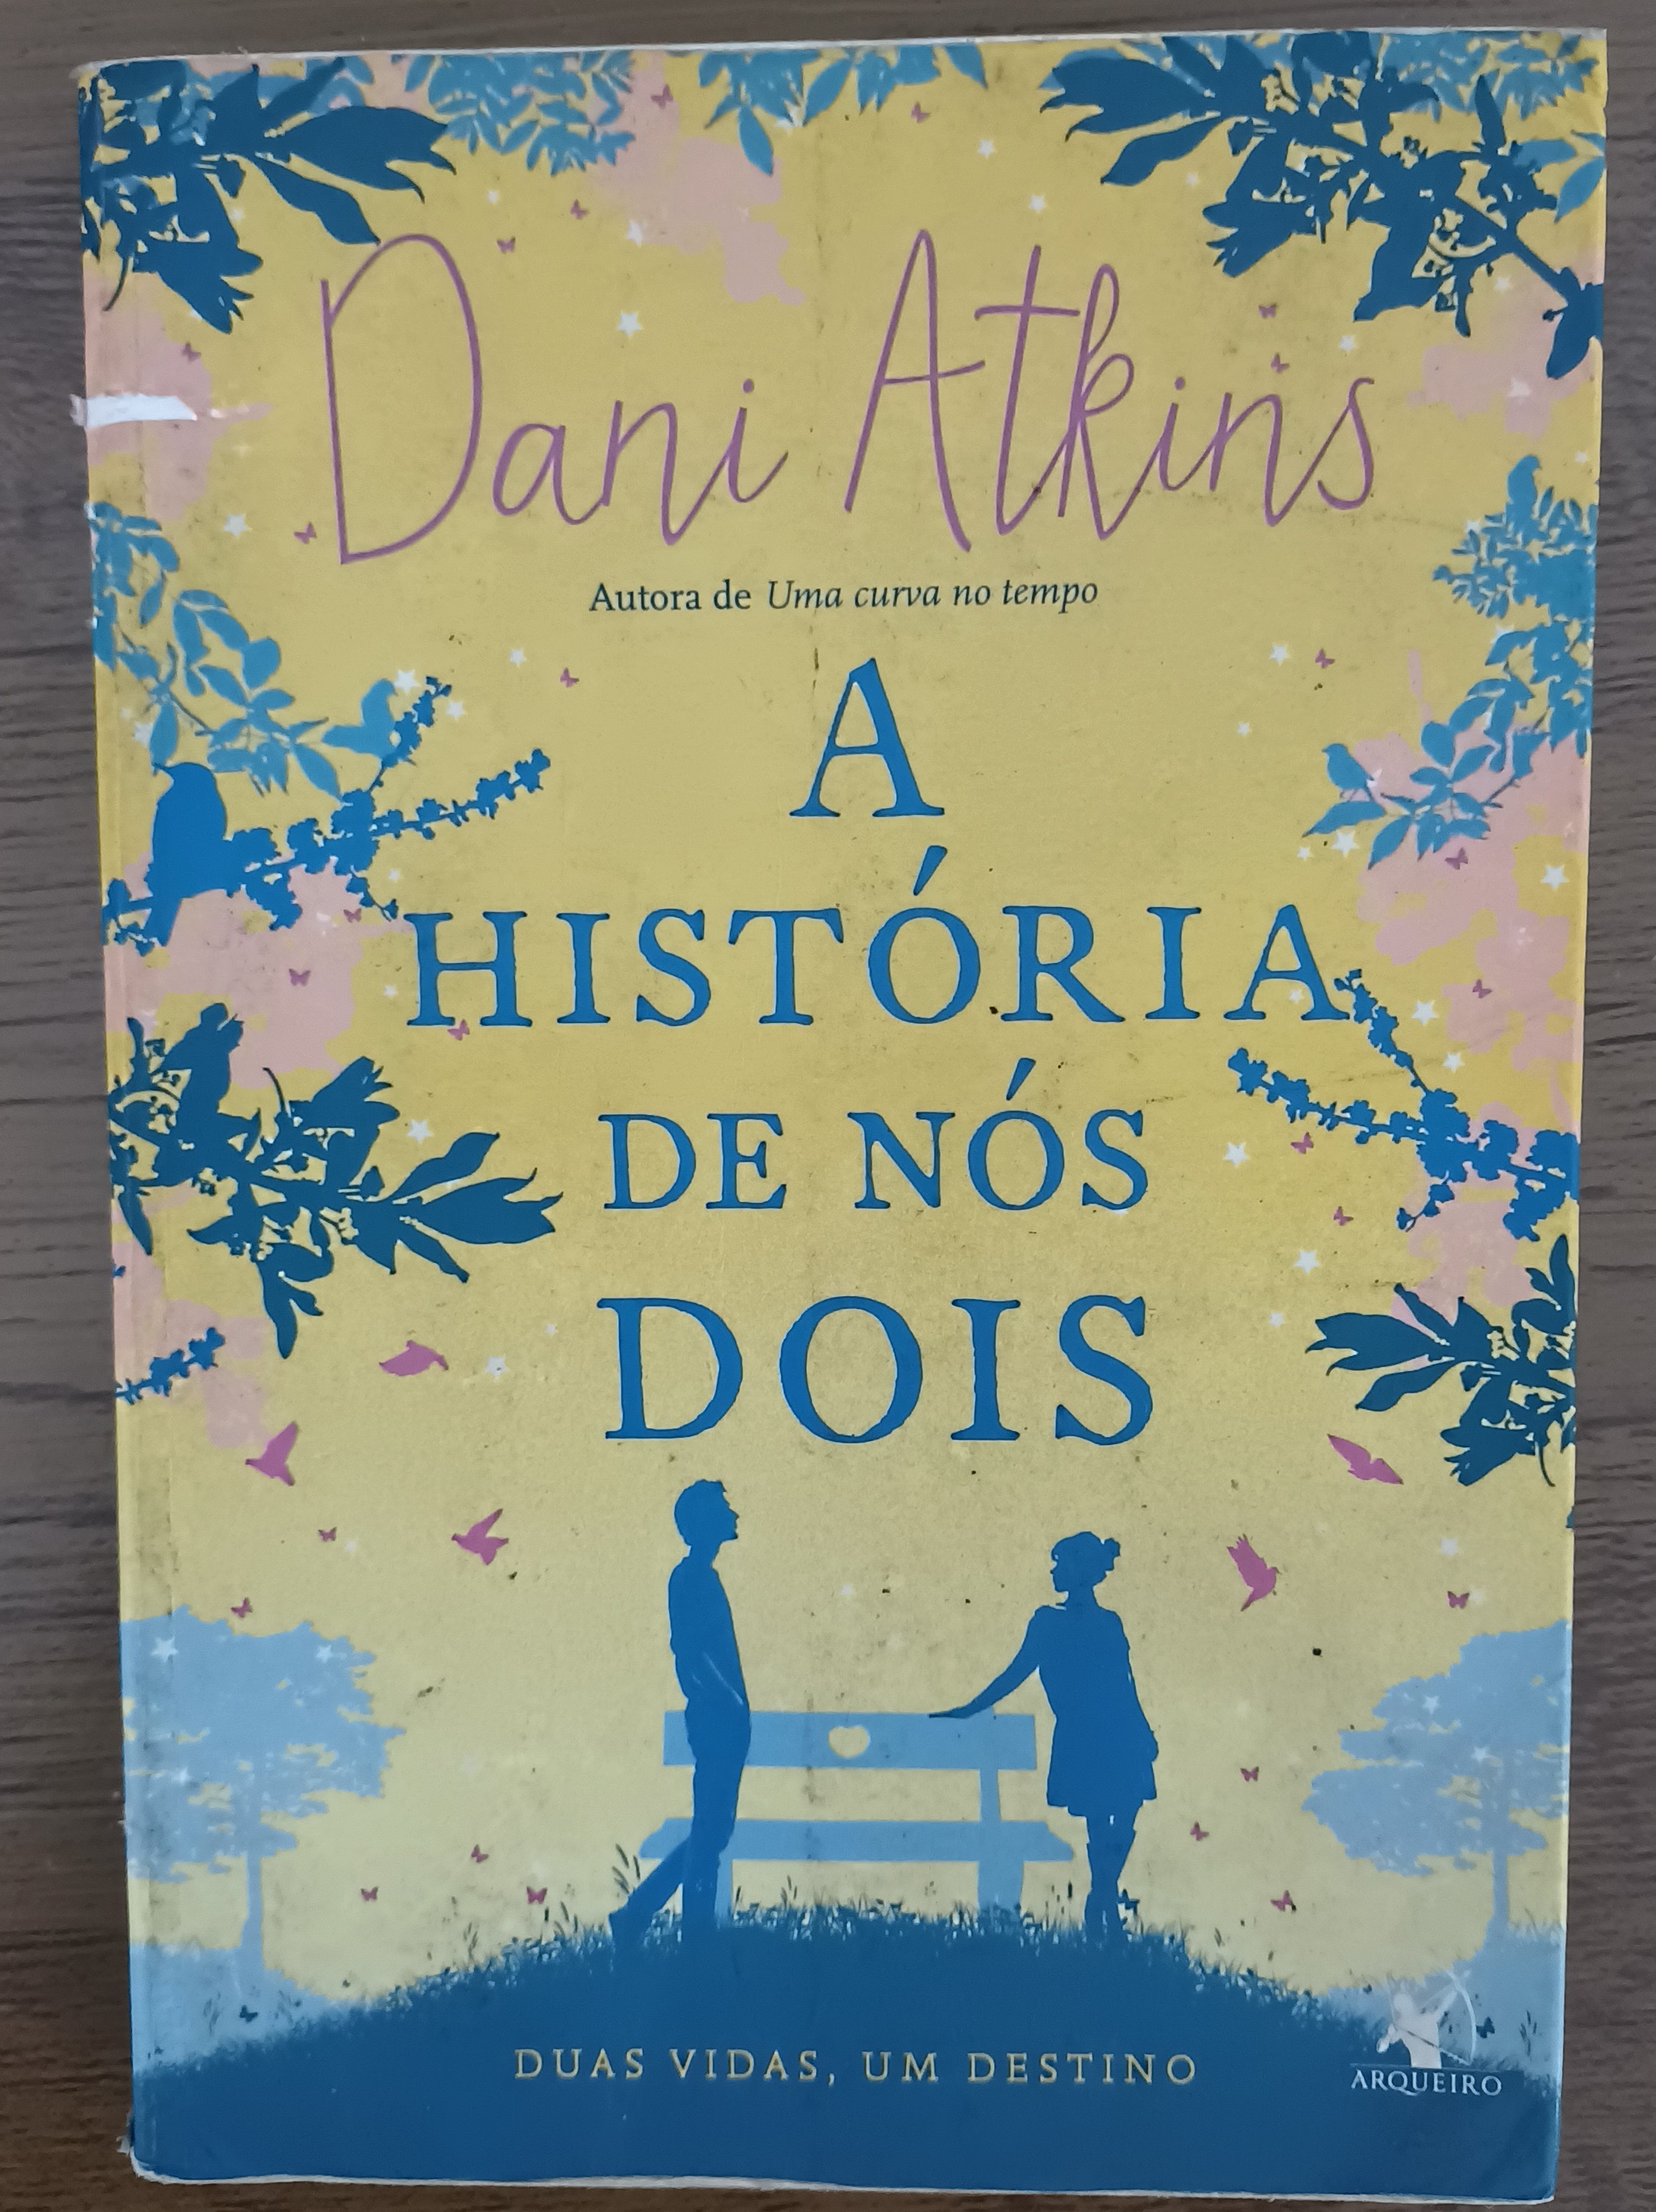 Dani Atkins
Autora de Uma curva no tempo
A
HISTÓRIA
DE NÓS
DOIS
DUAS VIDAS, UM DESTINO
ARQUEIRO